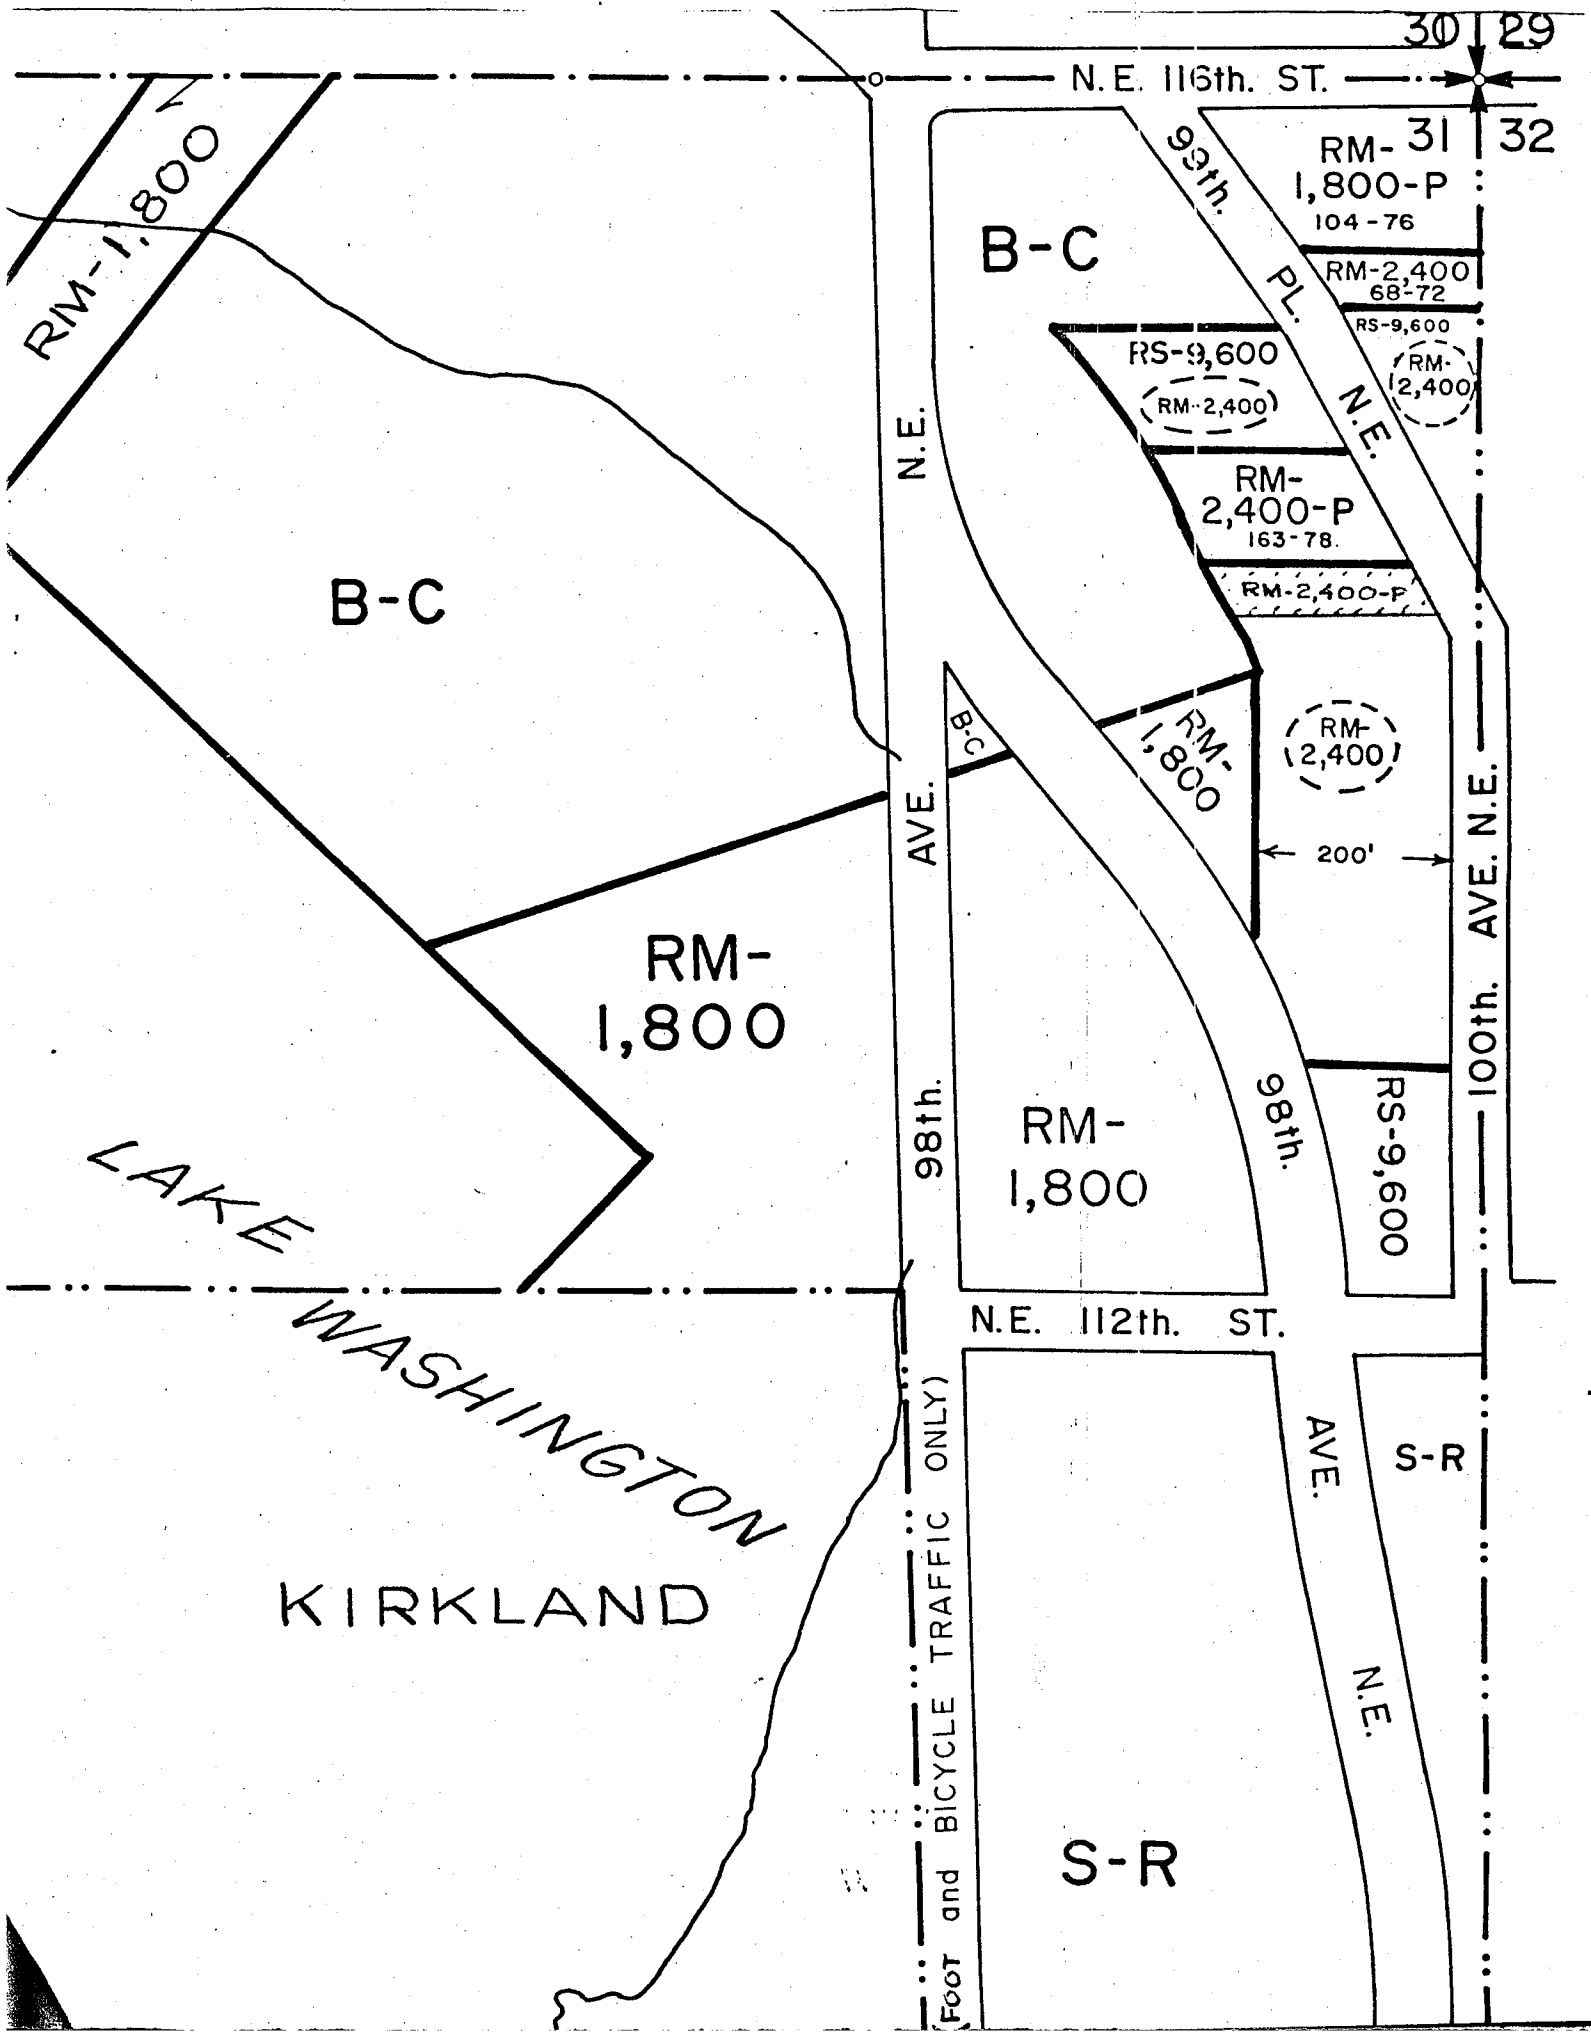 30 29
N.E. 116th. ST.
31 32
RM-1,800
99th. PL. N.E.
RM-
1,800-P
104-76
B-C
RM-2,400
68-72
RS-9,600
RM-
2,400
RS-9,600
RM-2,400
N.E.
RM-
2,400-P
163-78.
RM-2,400-P
B-C
B-C
RM-
1,800
RM-
2,400
200'
AVE.
100th. AVE. N.E.
RM-
1,800
98th.
98th.
RS-9,600
RM-
1,800
LAKE
WASHINGTON
N.E. 112th. ST.
AVE.
S-R
N.E.
KIRKLAND
(FOOT and BICYCLE TRAFFIC ONLY)
S-R